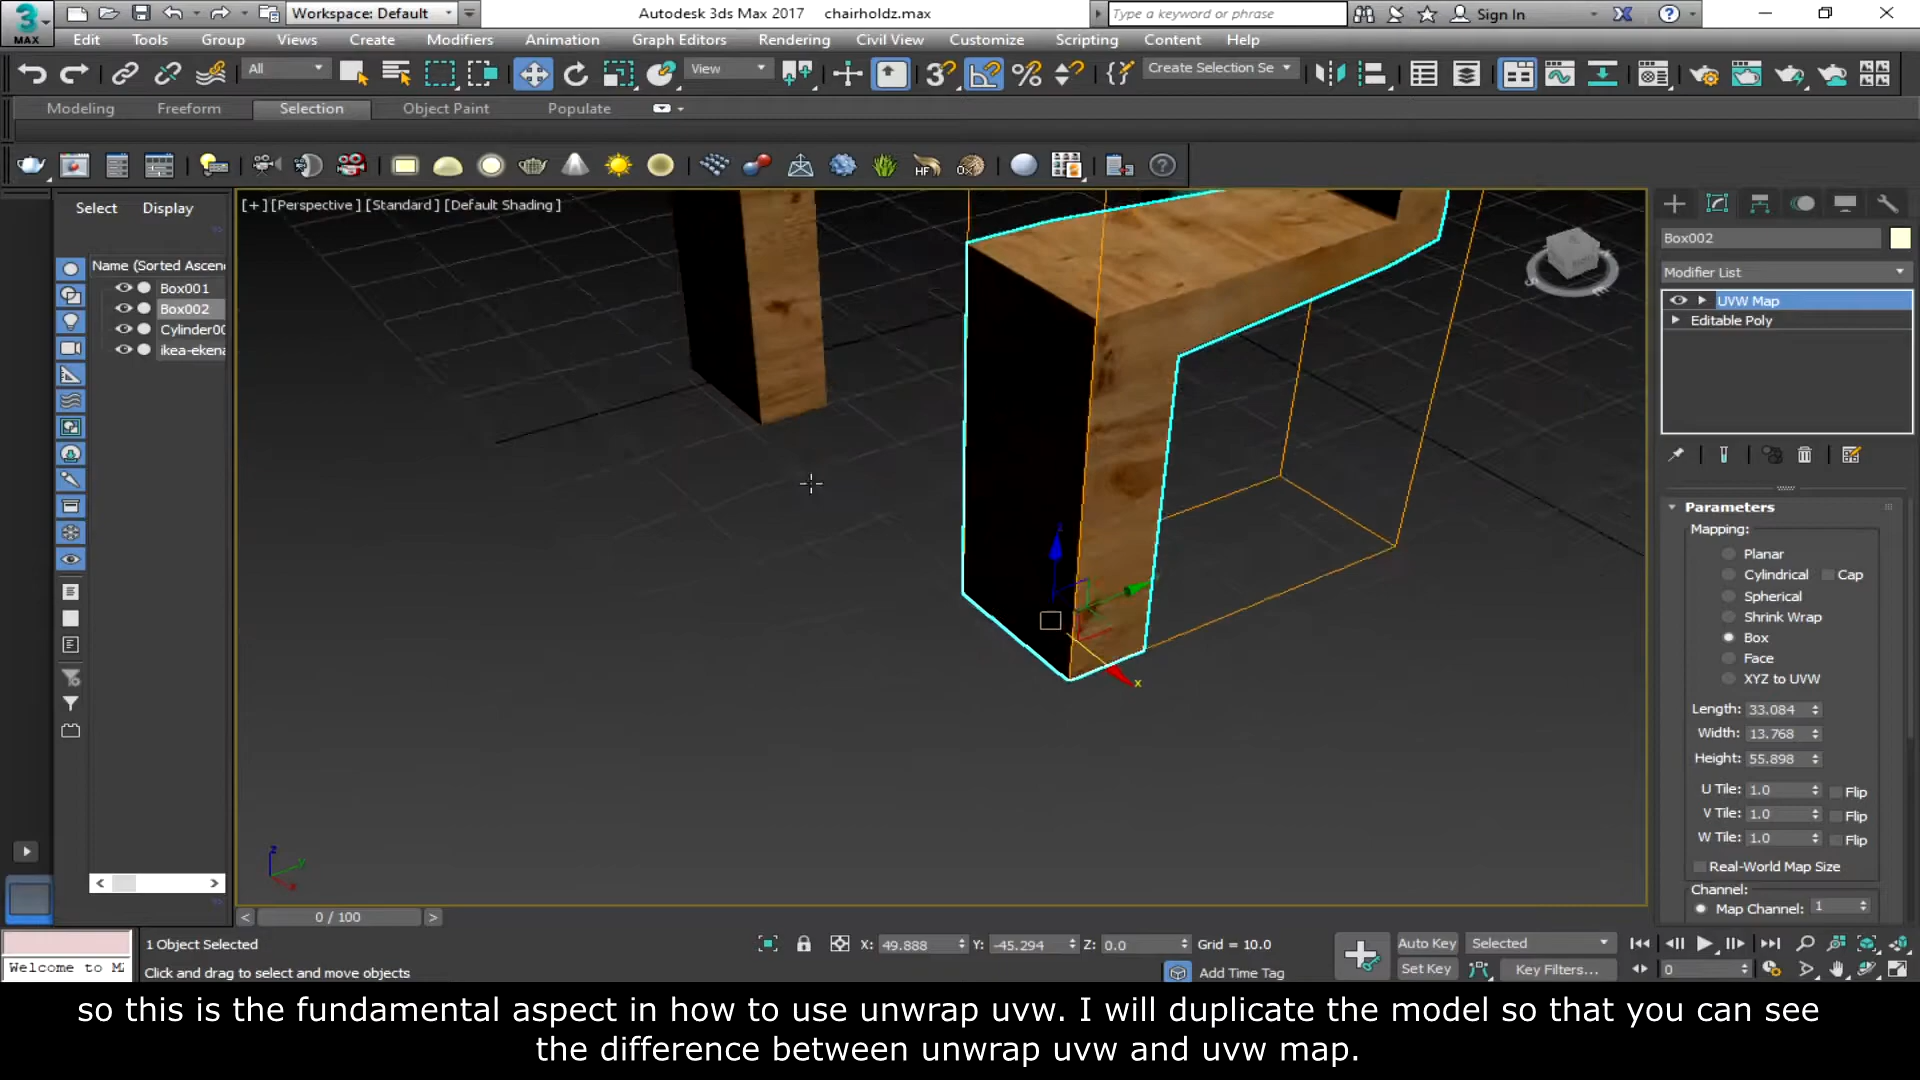 Workspace: Default
Autodesk 3ds Max 2017 chairholdz.max
Type a keyword or phrase
Sign In
MAX
Edit Tools Group Views Create Modifiers Animation Graph Editors Rendering Civil View Customize Scripting Content Help
All
View
Create Selection Se
Modeling Freeform Selection Object Paint Populate
Select Display
[+] [Perspective ] [Standard ] [Default Shading ]
Name (Sorted Ascen
Box001
Box002
Cylinder00
ikea-ekena
Box002
Modifier List
UVW Map
Editable Poly
Parameters
Mapping:
Planar
Cylindrical Cap
Spherical
Shrink Wrap
Box
Face
XYZ to UVW
Length: 33.084
Width: 13.768
Height: 55.898
U Tile: 1.0 Flip
V Tile: 1.0 Flip
W Tile: 1.0 Flip
Real-World Map Size
Channel:
Map Channel: 1
x
z
y
x
0 / 100
1 Object Selected
X: 49.888 Y: -45.294 Z: 0.0 Grid = 10.0
Auto Key Selected
Welcome to M
Click and drag to select and move objects
Add Time Tag
Set Key Key Filters...
0
so this is the fundamental aspect in how to use unwrap uvw. I will duplicate the model so that you can see
the difference between unwrap uvw and uvw map.